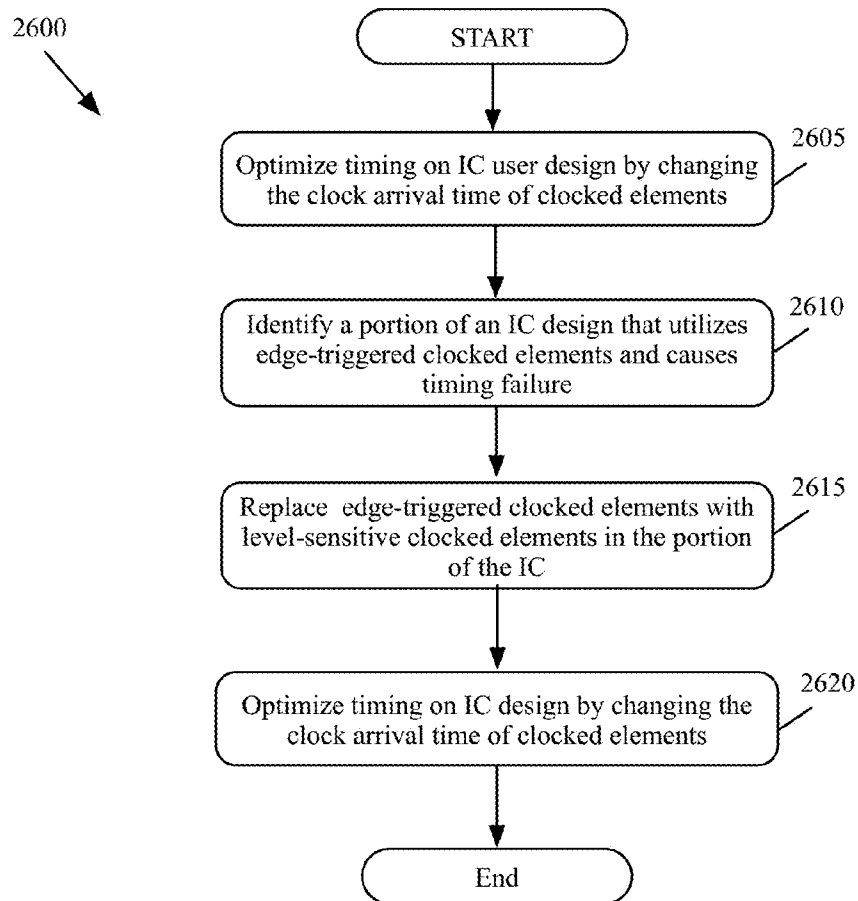 2600
START
2605
Optimize timing on IC user design by changing
the clock arrival time of clocked elements
2610
Identify a portion of an IC design that utilizes
edge-triggered clocked elements and causes
timing failure
2615
Replace edge-triggered clocked elements with
level-sensitive clocked elements in the portion
of the IC
2620
Optimize timing on IC design by changing the
clock arrival time of clocked elements
End